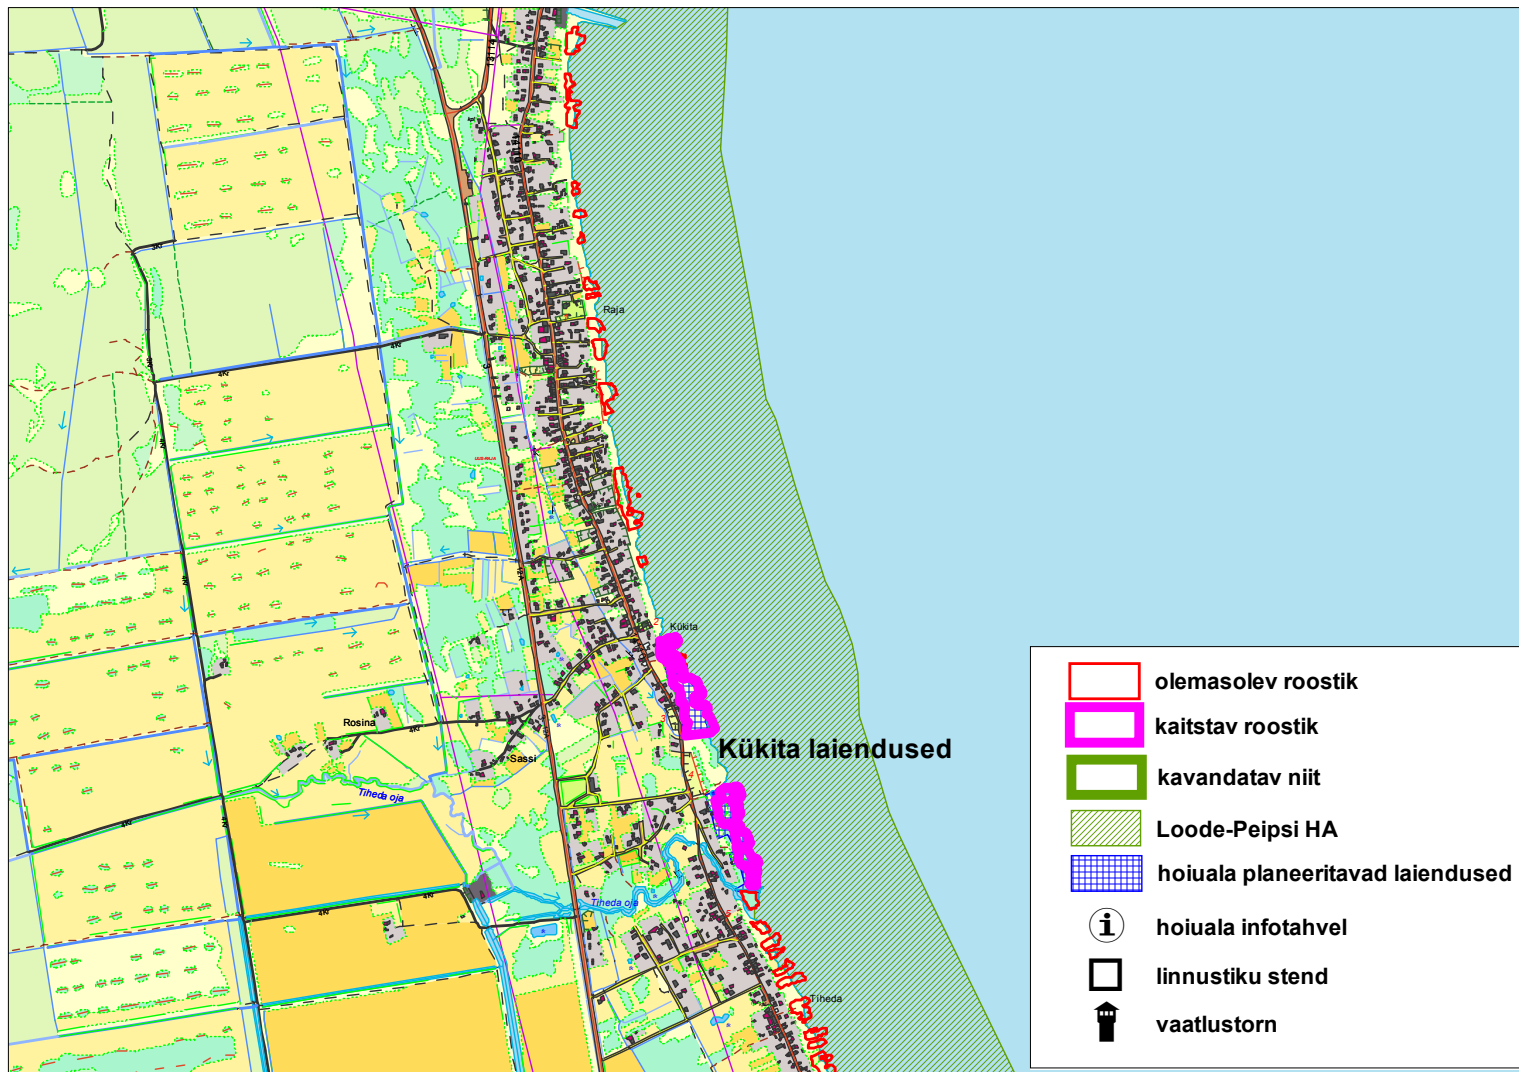 Raja
Kükita
Kükita laiendused
Rosina
Sassi
Tiheda oja
Tiheda oja
Tiheda
olemasolev roostik
kaitstav roostik
kavandatav niit
Loode-Peipsi HA
hoiuala planeeritavad laiendused
hoiuala infotahvel
linnustiku stend
vaatlustorn